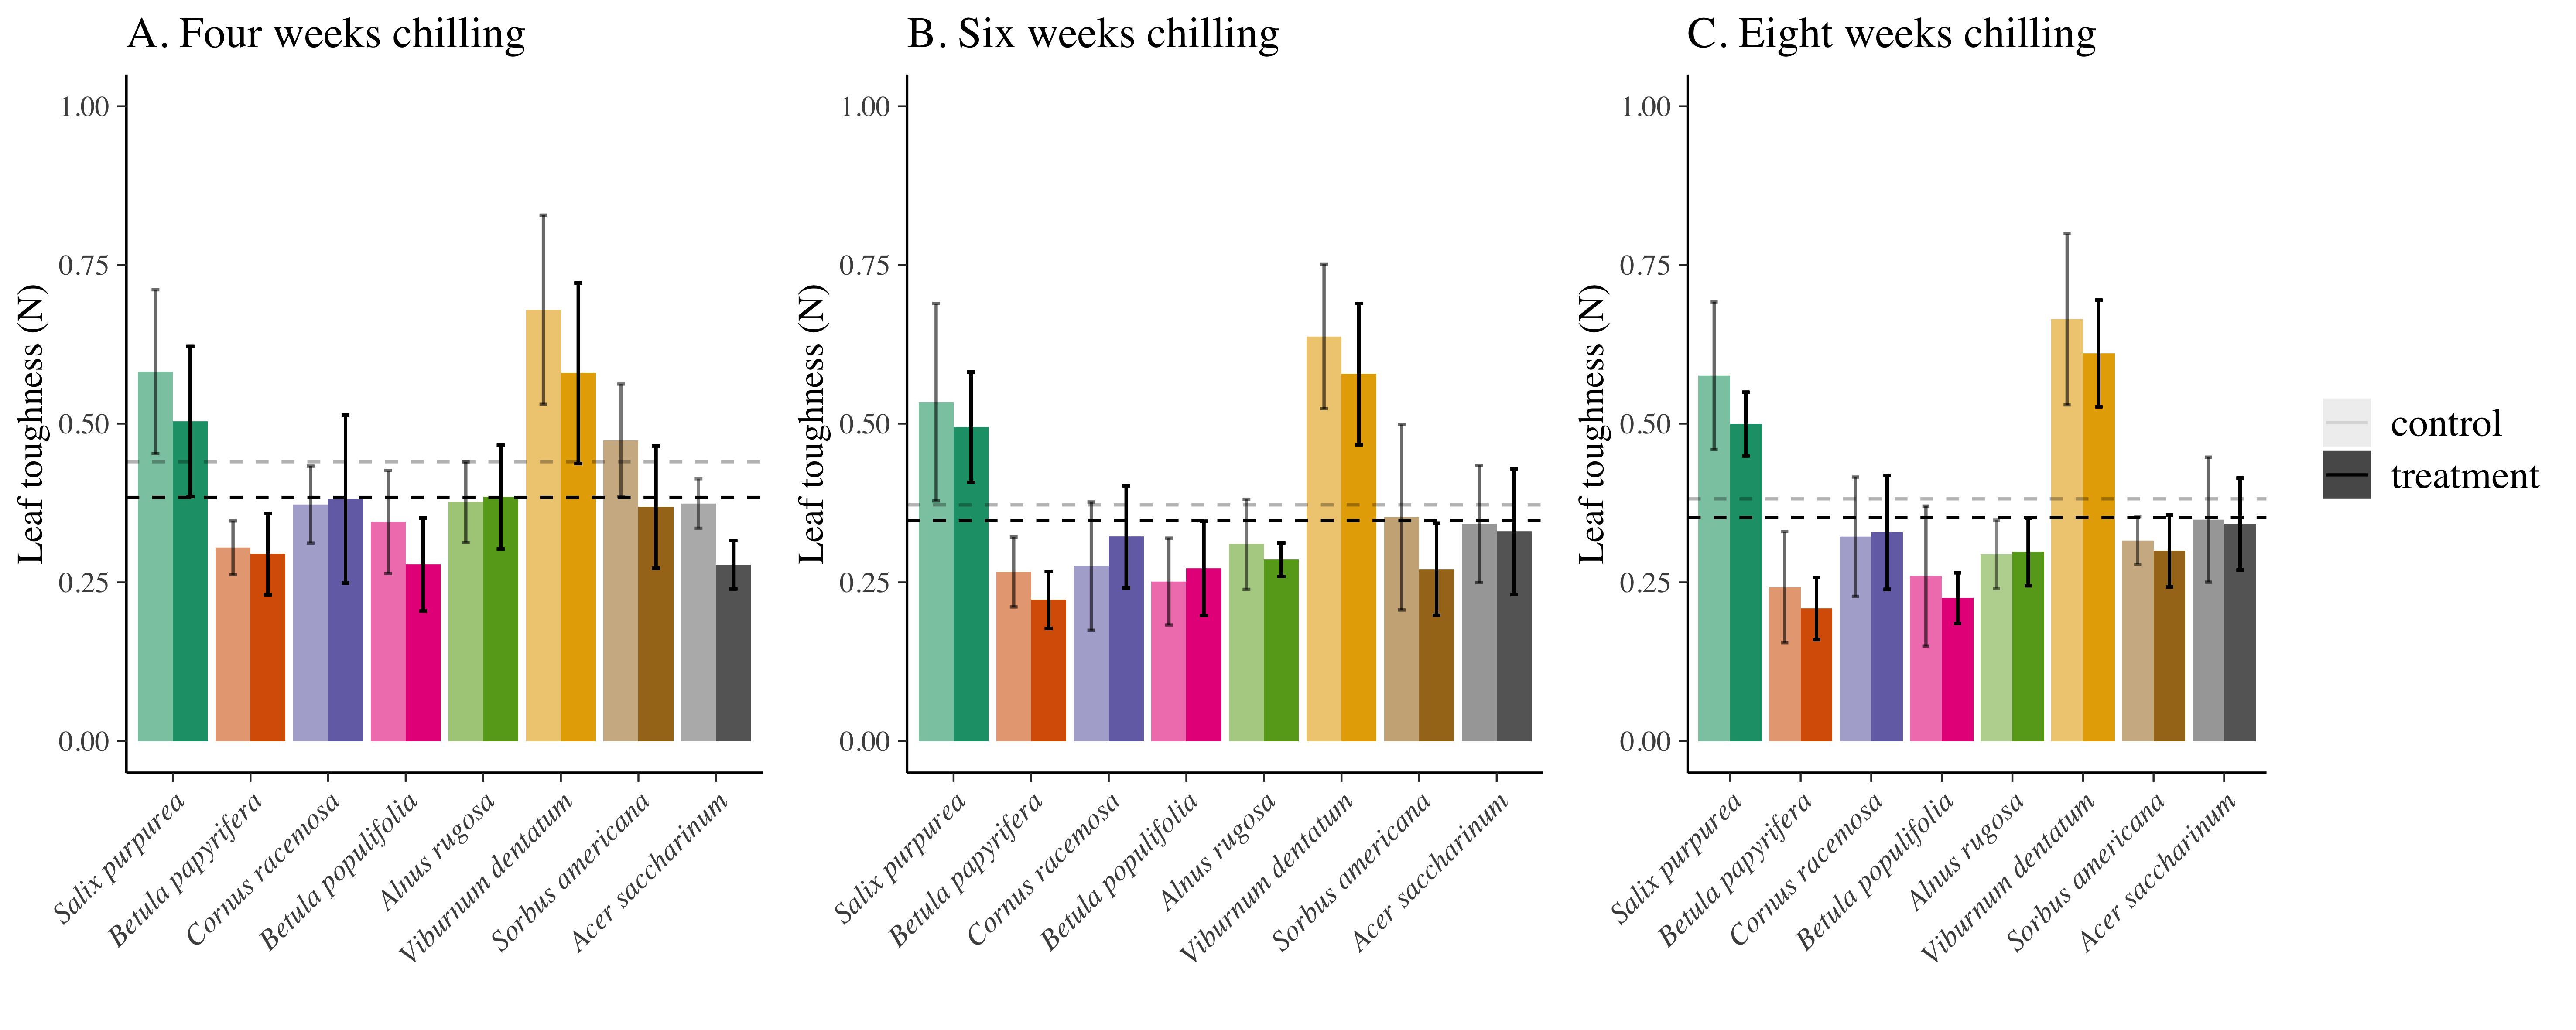 A. Four weeks chilling
1.00
0.75
0.50
0.25
0.00
Leaf toughness (N)
Salix purpurea
Betula papyrifera
Cornus racemosa
Betula populifolia
Alnus rugosa
Viburnum dentatum
Sorbus americana
Acer saccharinum
B. Six weeks chilling
1.00
0.75
0.50
0.25
0.00
Leaf toughness (N)
Salix purpurea
Betula papyrifera
Cornus racemosa
Betula populifolia
Alnus rugosa
Viburnum dentatum
Sorbus americana
Acer saccharinum
C. Eight weeks chilling
1.00
0.75
0.50
0.25
0.00
Leaf toughness (N)
Salix purpurea
Betula papyrifera
Cornus racemosa
Betula populifolia
Alnus rugosa
Viburnum dentatum
Sorbus americana
Acer saccharinum
control
treatment